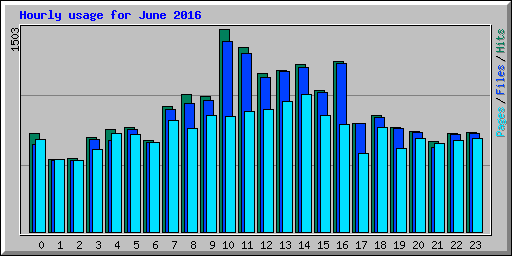 Hourly usage for June 2016
1503
Pages / Files / Hits
0 1 2 3 4 5 6 7 8 9 10 11 12 13 14 15 16 17 18 19 20 21 22 23